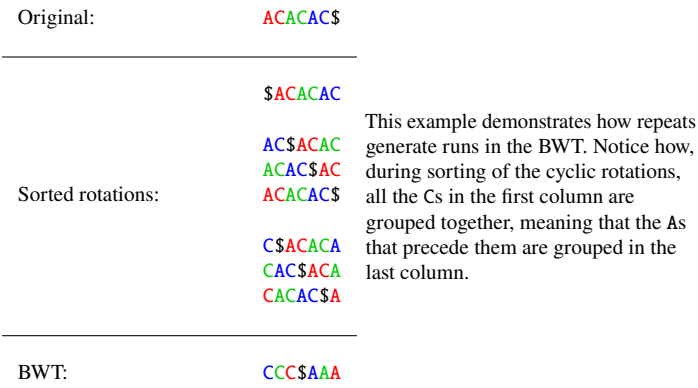 Original: ACACAC$
$ACACAC
AC$ACAC
ACAC$AC
Sorted rotations: ACACAC$
C$ACACA
CAC$ACA
CACAC$A
This example demonstrates how repeats
generate runs in the BWT. Notice how,
during sorting of the cyclic rotations,
all the Cs in the first column are
grouped together, meaning that the As
that precede them are grouped in the
last column.
BWT: CCC$AAA